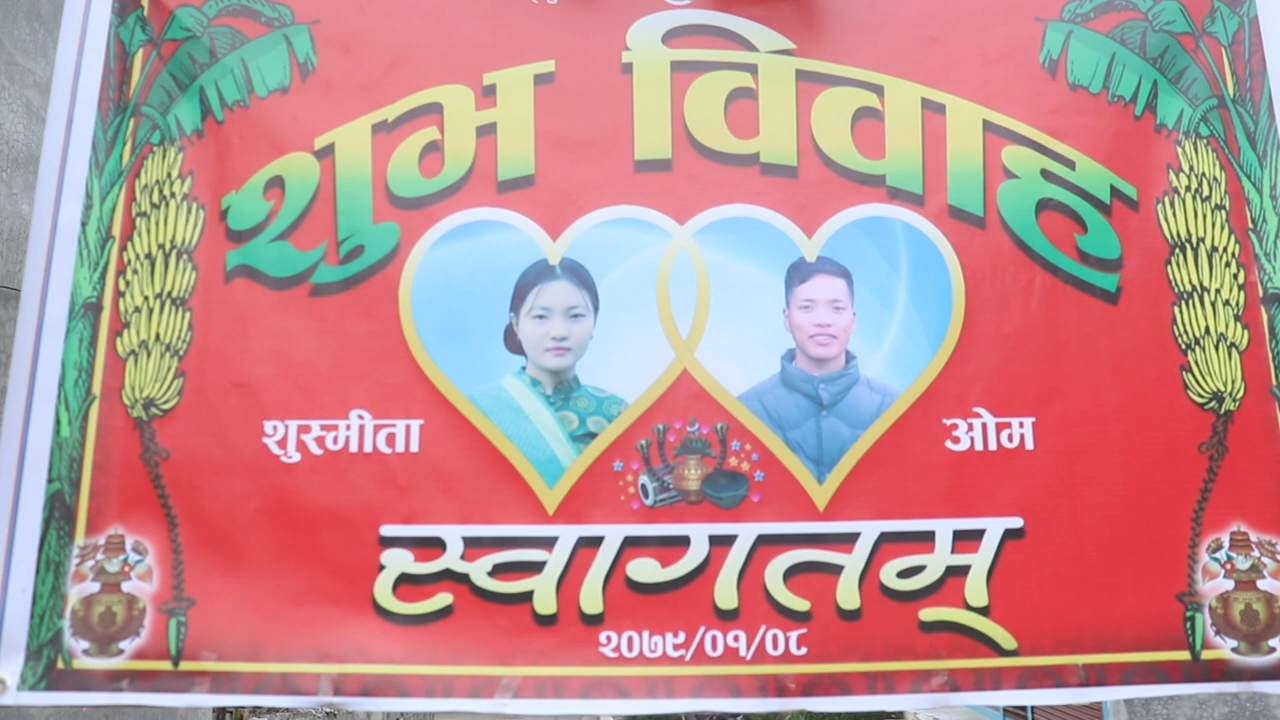 शुभ विवाह
शुस्मीता
ओम
स्वागतम्
२०७९/०१/०८